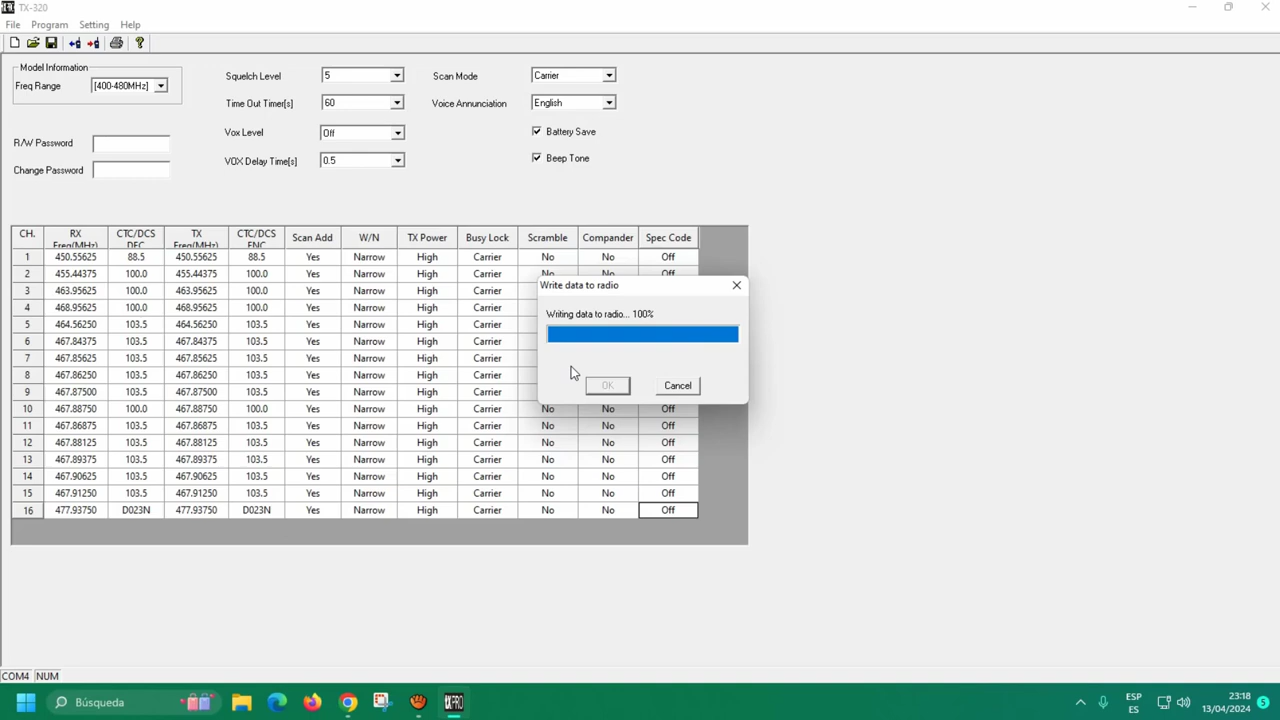 TX-320
File Program Setting Help
Model Information
Freq Range [400-480MHz]
R/W Password
Change Password
Squelch Level 5
Time Out Timer[s] 60
Vox Level Off
VOX Delay Time[s] 0.5
Scan Mode Carrier
Voice Annunciation English
Battery Save
Beep Tone
CH. RX Freq(MHz) CTC/DCS DEC TX Freq(MHz) CTC/DCS ENC Scan Add W/N TX Power Busy Lock Scramble Compander Spec Code
1 450.55625 88.5 450.55625 88.5 Yes Narrow High Carrier No No Off
2 455.44375 100.0 455.44375 100.0 Yes Narrow High Carrier No No Off
3 463.95625 100.0 463.95625 100.0 Yes Narrow High Carrier
4 468.95625 100.0 468.95625 100.0 Yes Narrow High Carrier
5 464.56250 103.5 464.56250 103.5 Yes Narrow High Carrier
6 467.84375 103.5 467.84375 103.5 Yes Narrow High Carrier
7 467.85625 103.5 467.85625 103.5 Yes Narrow High Carrier
8 467.86250 103.5 467.86250 103.5 Yes Narrow High Carrier
9 467.87500 103.5 467.87500 103.5 Yes Narrow High Carrier
10 467.88750 100.0 467.88750 100.0 Yes Narrow High Carrier No No Off
11 467.86875 103.5 467.86875 103.5 Yes Narrow High Carrier No No Off
12 467.88125 103.5 467.88125 103.5 Yes Narrow High Carrier No No Off
13 467.89375 103.5 467.89375 103.5 Yes Narrow High Carrier No No Off
14 467.90625 103.5 467.90625 103.5 Yes Narrow High Carrier No No Off
15 467.91250 103.5 467.91250 103.5 Yes Narrow High Carrier No No Off
16 477.93750 D023N 477.93750 D023N Yes Narrow High Carrier No No Off
Write data to radio
Writing data to radio... 100%
OK Cancel
COM4 NUM
Búsqueda
TXPRO
ESP
ES
23:18
13/04/2024